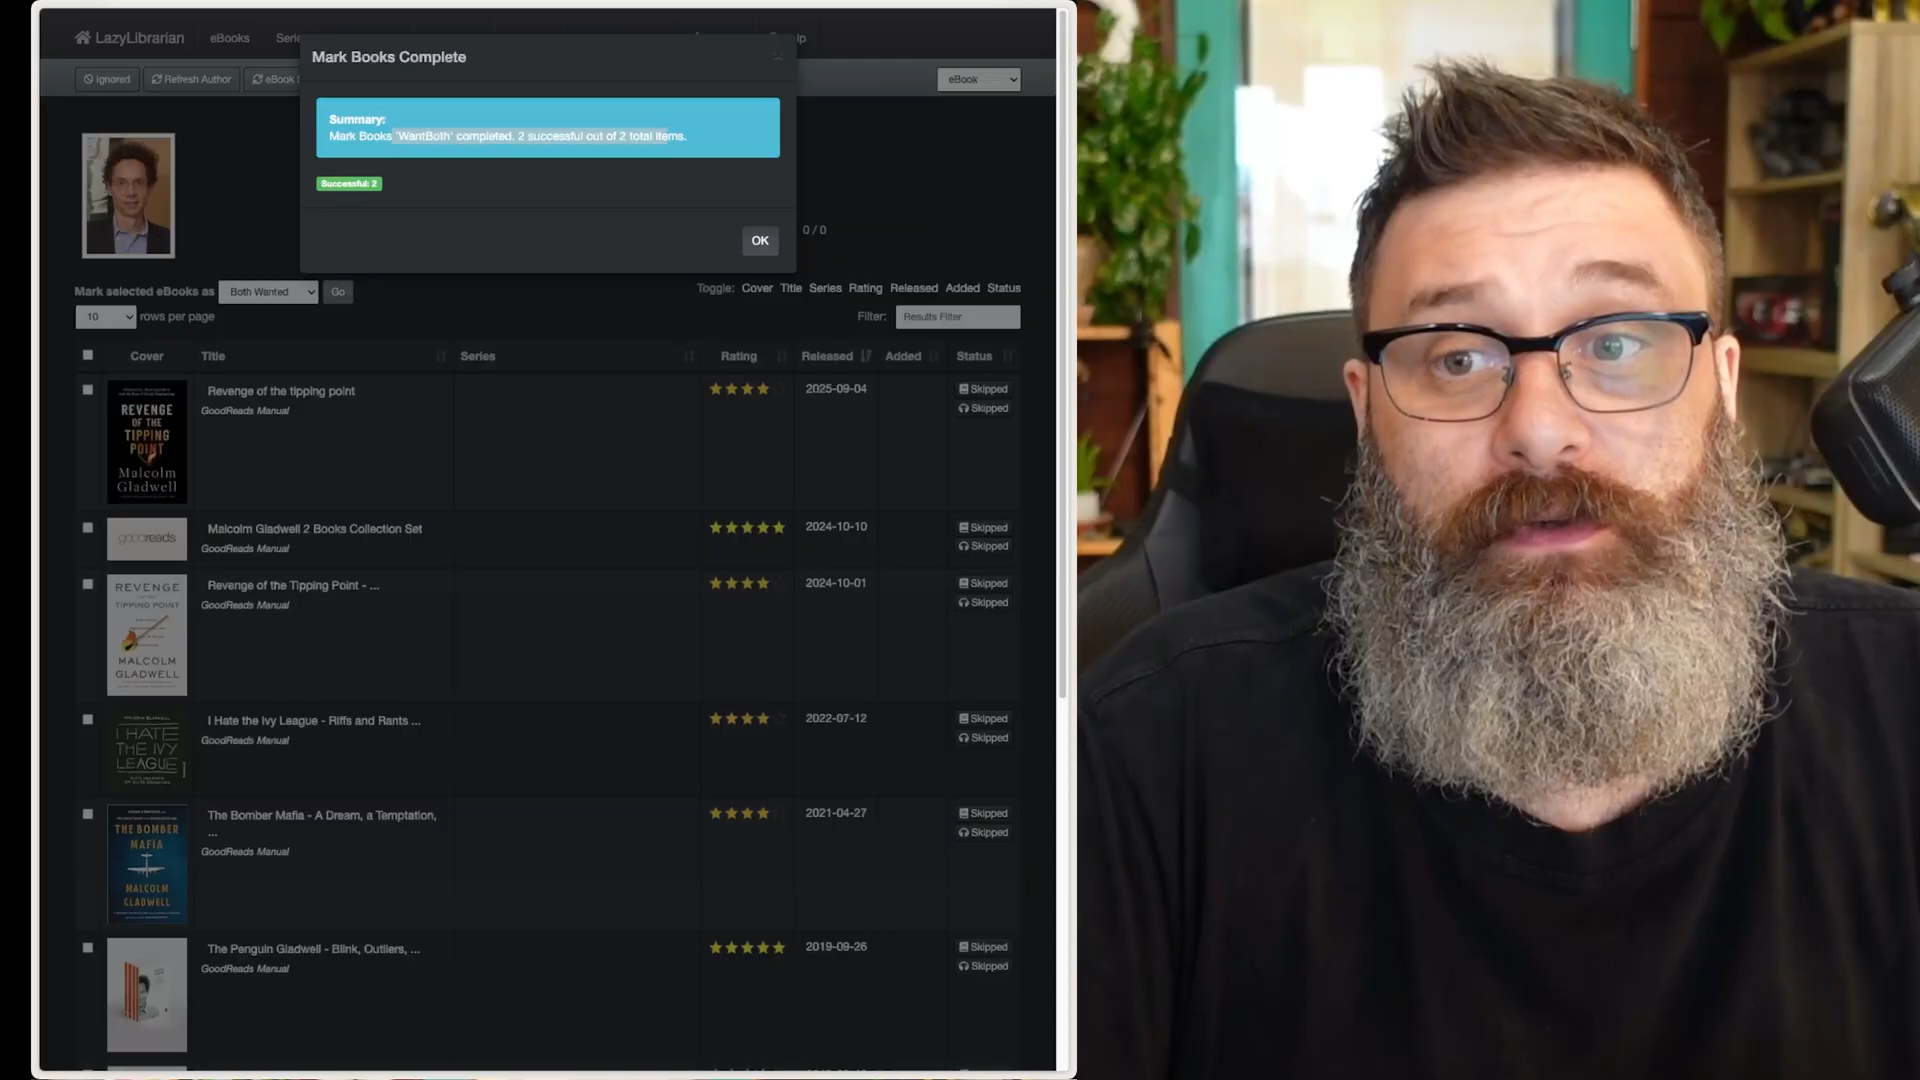 LazyLibrarian
eBooks
Mark Books Complete
Ignored
Refresh Author
eBook
eBook
Summary:
Mark Books 'WantBoth' completed. 2 successful out of 2 total items.
Successful: 2
OK
0 / 0
Mark selected eBooks as
Both Wanted
Go
Toggle: Cover Title Series Rating Released Added Status
10 rows per page
Filter: Results Filter
Cover Title Series Rating Released Added Status
REVENGE
OF THE
TIPPING
POINT
Malcolm
Gladwell
Revenge of the tipping point
GoodReads Manual
2025-09-04
Skipped
Skipped
goodreads
Malcolm Gladwell 2 Books Collection Set
GoodReads Manual
2024-10-10
Skipped
Skipped
REVENGE
TIPPING POINT
MALCOLM
GLADWELL
Revenge of the Tipping Point - ...
GoodReads Manual
2024-10-01
Skipped
Skipped
I HATE
THE IVY
LEAGUE
I Hate the Ivy League - Riffs and Rants ...
GoodReads Manual
2022-07-12
Skipped
Skipped
THE BOMBER
MAFIA
MALCOLM
GLADWELL
The Bomber Mafia - A Dream, a Temptation,
...
GoodReads Manual
2021-04-27
Skipped
Skipped
The Penguin Gladwell - Blink, Outliers, ...
GoodReads Manual
2019-09-26
Skipped
Skipped